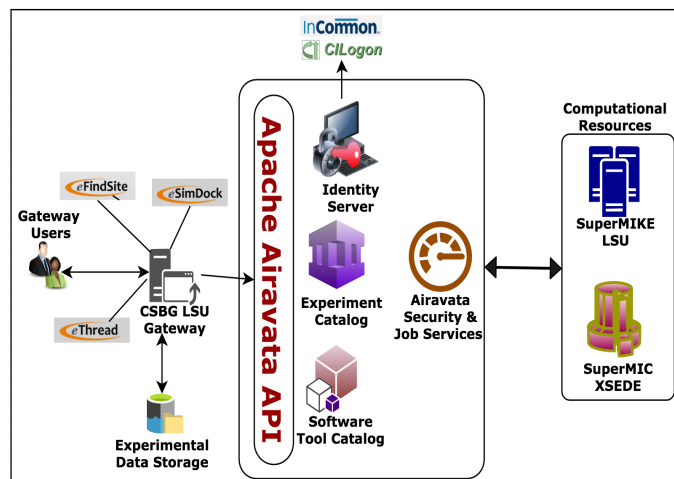 InCommon.
CILogon
Apache Airavata API
Identity
Server
Experiment
Catalog
Software
Tool Catalog
Airavata
Security &
Job Services
Computational
Resources
SuperMIKE
LSU
SuperMIC
XSEDE
eFindSite
eSimDock
Gateway
Users
eThread
CSBG LSU
Gateway
Experimental
Data Storage